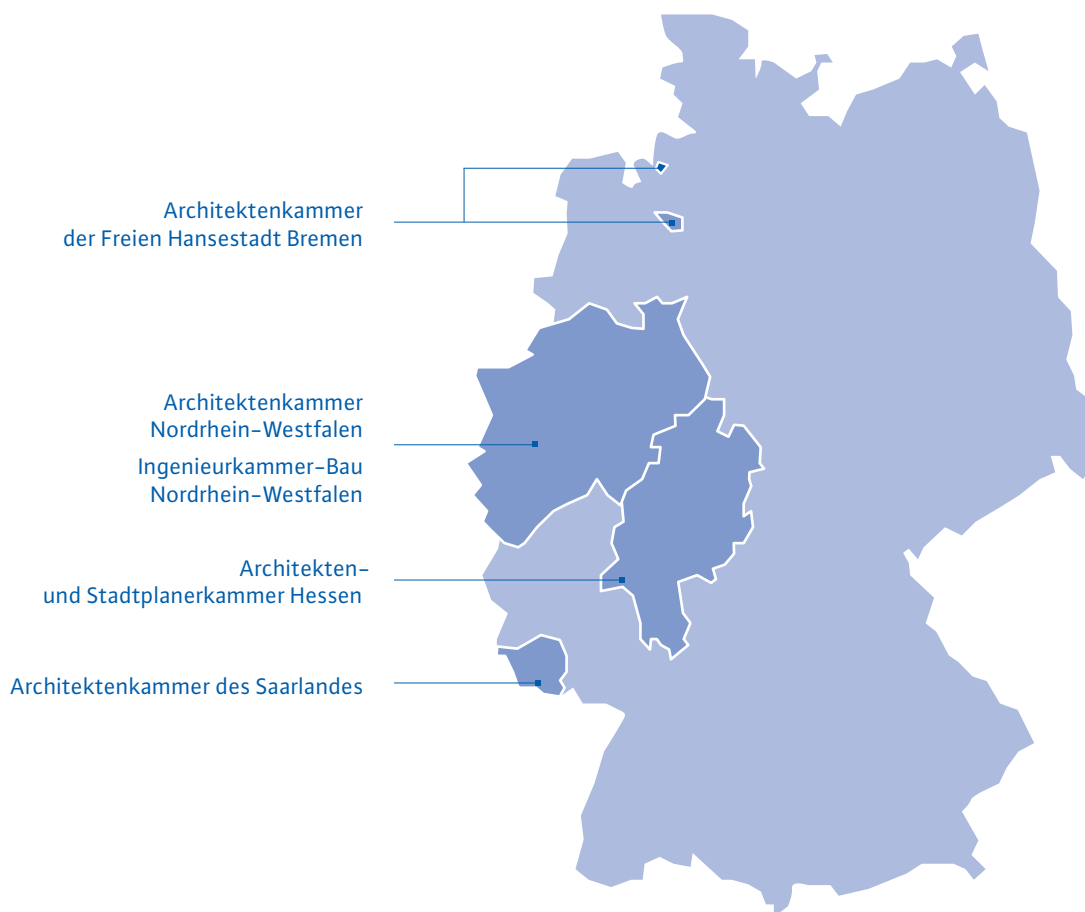 Architektenkammer
der Freien Hansestadt Bremen
Architektenkammer
Nordrhein-Westfalen
Ingenieurkammer-Bau
Nordrhein-Westfalen
Architekten-
und Stadtplanerkammer Hessen
Architektenkammer des Saarlandes